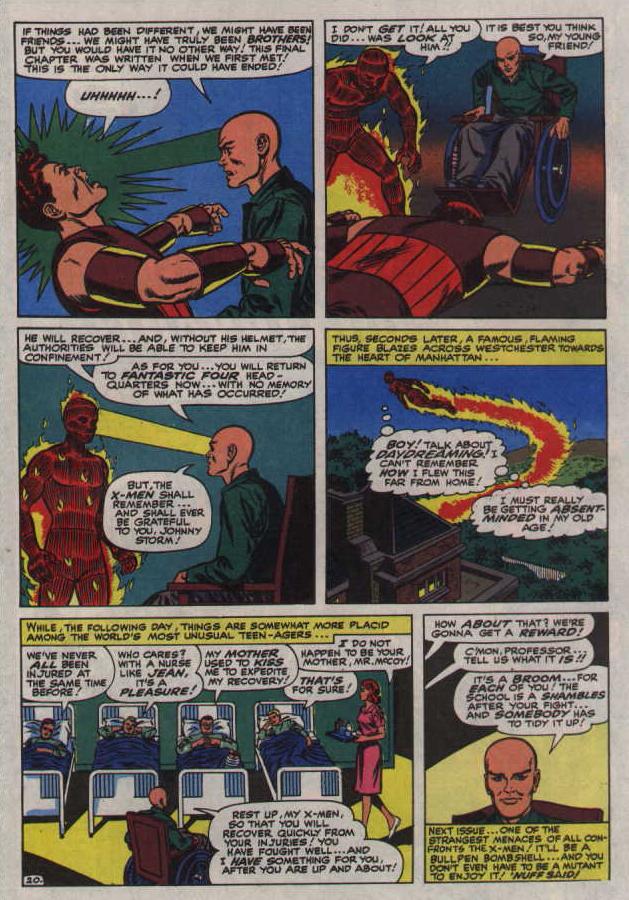 IF THINGS HAD BEEN DIFFERENT, WE MIGHT HAVE BEEN
FRIENDS... WE MIGHT HAVE TRULY BEEN BROTHERS!
BUT YOU WOULD HAVE IT NO OTHER WAY! THIS FINAL
CHAPTER WAS WRITTEN WHEN WE FIRST MET!
THIS IS THE ONLY WAY IT COULD HAVE ENDED!
UHHHHH---!
I DON'T GET IT! ALL YOU
DID... WAS LOOK AT
HIM!!
IT IS BEST YOU THINK
SO, MY YOUNG
FRIEND!
HE WILL RECOVER...AND, WITHOUT HIS HELMET, THE
AUTHORITIES WILL BE ABLE TO KEEP HIM IN
CONFINEMENT!
AS FOR YOU... YOU WILL RETURN
TO FANTASTIC FOUR HEAD-
QUARTERS NOW...WITH NO MEMORY
OF WHAT HAS OCCURRED!
BUT, THE
X-MEN SHALL
REMEMBER---
AND SHALL EVER
BE GRATEFUL
TO YOU, JOHNNY
STORM!
THUS, SECONDS LATER, A FAMOUS, FLAMING
FIGURE BLAZES ACROSS WESTCHESTER TOWARDS
THE HEART OF MANHATTAN...
BOY! TALK ABOUT
DAYDREAMING! I
CAN'T REMEMBER
HOW I FLEW THIS
FAR FROM HOME!
I MUST REALLY
BE GETTING ABSENT-
MINDED IN MY OLD
AGE!
WHILE, THE FOLLOWING DAY, THINGS ARE SOMEWHAT MORE PLACID
AMONG THE WORLD'S MOST UNUSUAL TEEN-AGERS...
WE'VE NEVER
ALL BEEN
INJURED AT
THE SAME TIME
BEFORE!
WHO CARES?
WITH A NURSE
LIKE JEAN,
IT'S A
PLEASURE!
MY MOTHER
USED TO KISS
ME TO EXPEDITE
MY RECOVERY!
I DO NOT
HAPPEN TO BE YOUR
MOTHER, MR. McCOY!
THAT'S
FOR SURE!
REST UP, MY X-MEN,
SO THAT YOU WILL
RECOVER QUICKLY FROM
YOUR INJURIES! YOU
HAVE FOUGHT WELL---AND
I HAVE SOMETHING FOR YOU,
AFTER YOU ARE UP AND ABOUT!
20.
HOW ABOUT THAT? WE'RE
GONNA GET A REWARD!
C'MON, PROFESSOR---
TELL US WHAT IT IS!!
IT'S A BROOM...FOR
EACH OF YOU! THE
SCHOOL IS A SHAMBLES
AFTER YOUR FIGHT...
AND SOMEBODY HAS
TO TIDY IT UP!
NEXT ISSUE...ONE OF THE
STRANGEST MENACES OF ALL CON-
FRONTS THE X-MEN! IT'LL BE A
BULLPEN BOMBSHELL...AND YOU
DON'T EVEN HAVE TO BE A MUTANT
TO ENJOY IT! 'NUFF SAID!